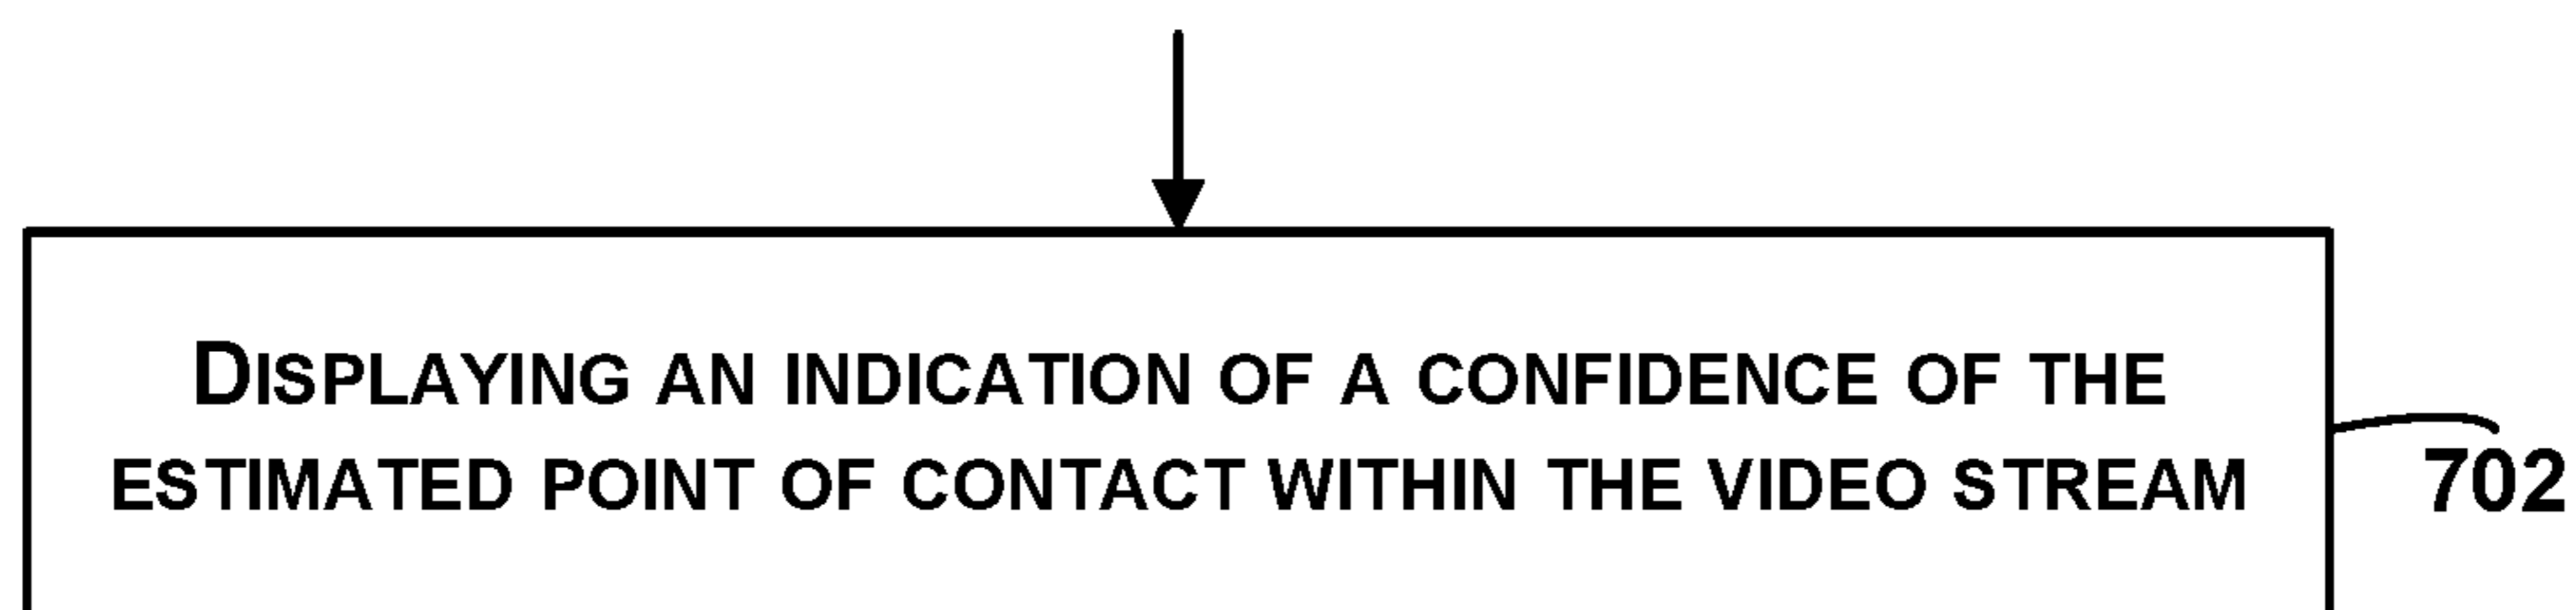 DISPLAYING AN INDICATION OF A CONFIDENCE OF THE
ESTIMATED POINT OF CONTACT WITHIN THE VIDEO STREAM
702